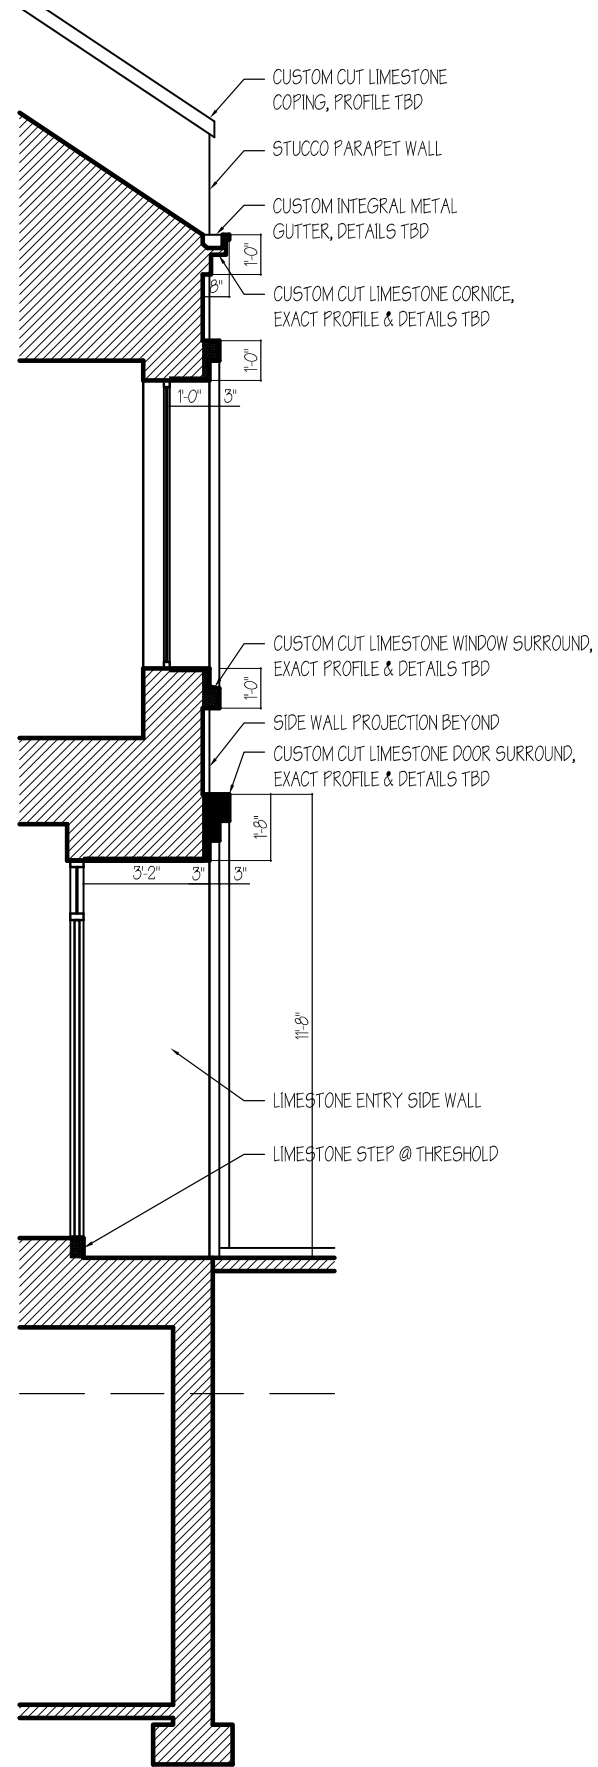 CUSTOM CUT LIMESTONE
COPING, PROFILE TBD
STUCCO PARAPET WALL
CUSTOM INTEGRAL METAL
GUTTER, DETAILS TBD
1'-0"
8"
CUSTOM CUT LIMESTONE CORNICE,
EXACT PROFILE & DETAILS TBD
1'-0"
1'-0" 3"
CUSTOM CUT LIMESTONE WINDOW SURROUND,
EXACT PROFILE & DETAILS TBD
1'-0"
SIDE WALL PROJECTION BEYOND
CUSTOM CUT LIMESTONE DOOR SURROUND,
EXACT PROFILE & DETAILS TBD
1'-8"
3'-2" 3" 3"
11'-8"
LIMESTONE ENTRY SIDE WALL
LIMESTONE STEP @ THRESHOLD